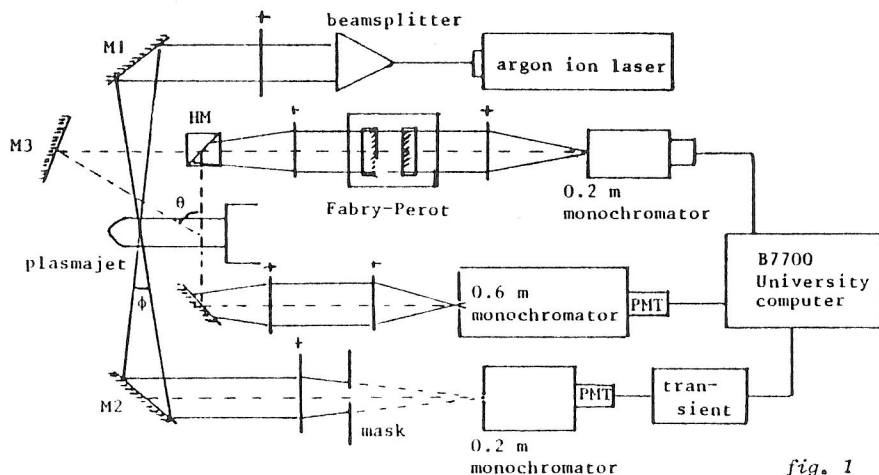 beamsplitter
M1
argon ion laser
HM
M3
θ
Fabry-Perot
0.2 m
monochromator
plasmajet
ϕ
0.6 m
monochromator
PMT
B7700
University
computer
M2
mask
PMT
tran-
sient
0.2 m
monochromator
fig. 1